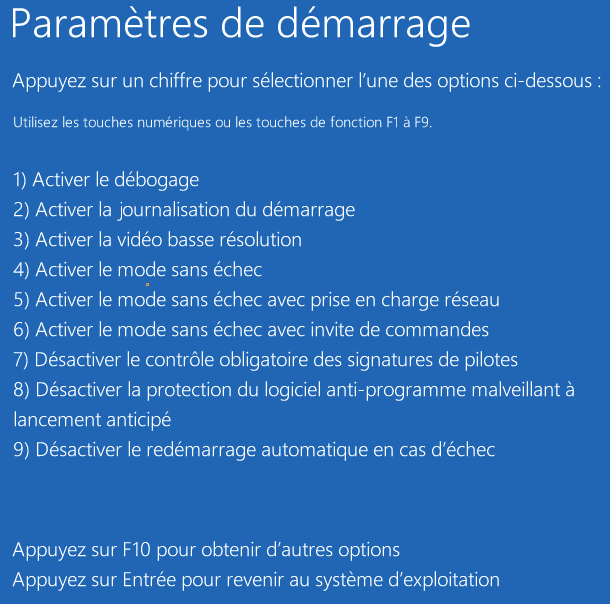 Paramètres de démarrage
Appuyez sur un chiffre pour sélectionner l’une des options ci-dessous :
Utilisez les touches numériques ou les touches de fonction F1 à F9.
1) Activer le débogage
2) Activer la journalisation du démarrage
3) Activer la vidéo basse résolution
4) Activer le mode sans échec
5) Activer le mode sans échec avec prise en charge réseau
6) Activer le mode sans échec avec invite de commandes
7) Désactiver le contrôle obligatoire des signatures de pilotes
8) Désactiver la protection du logiciel anti-programme malveillant à
lancement anticipé
9) Désactiver le redémarrage automatique en cas d’échec
Appuyez sur F10 pour obtenir d’autres options
Appuyez sur Entrée pour revenir au système d’exploitation